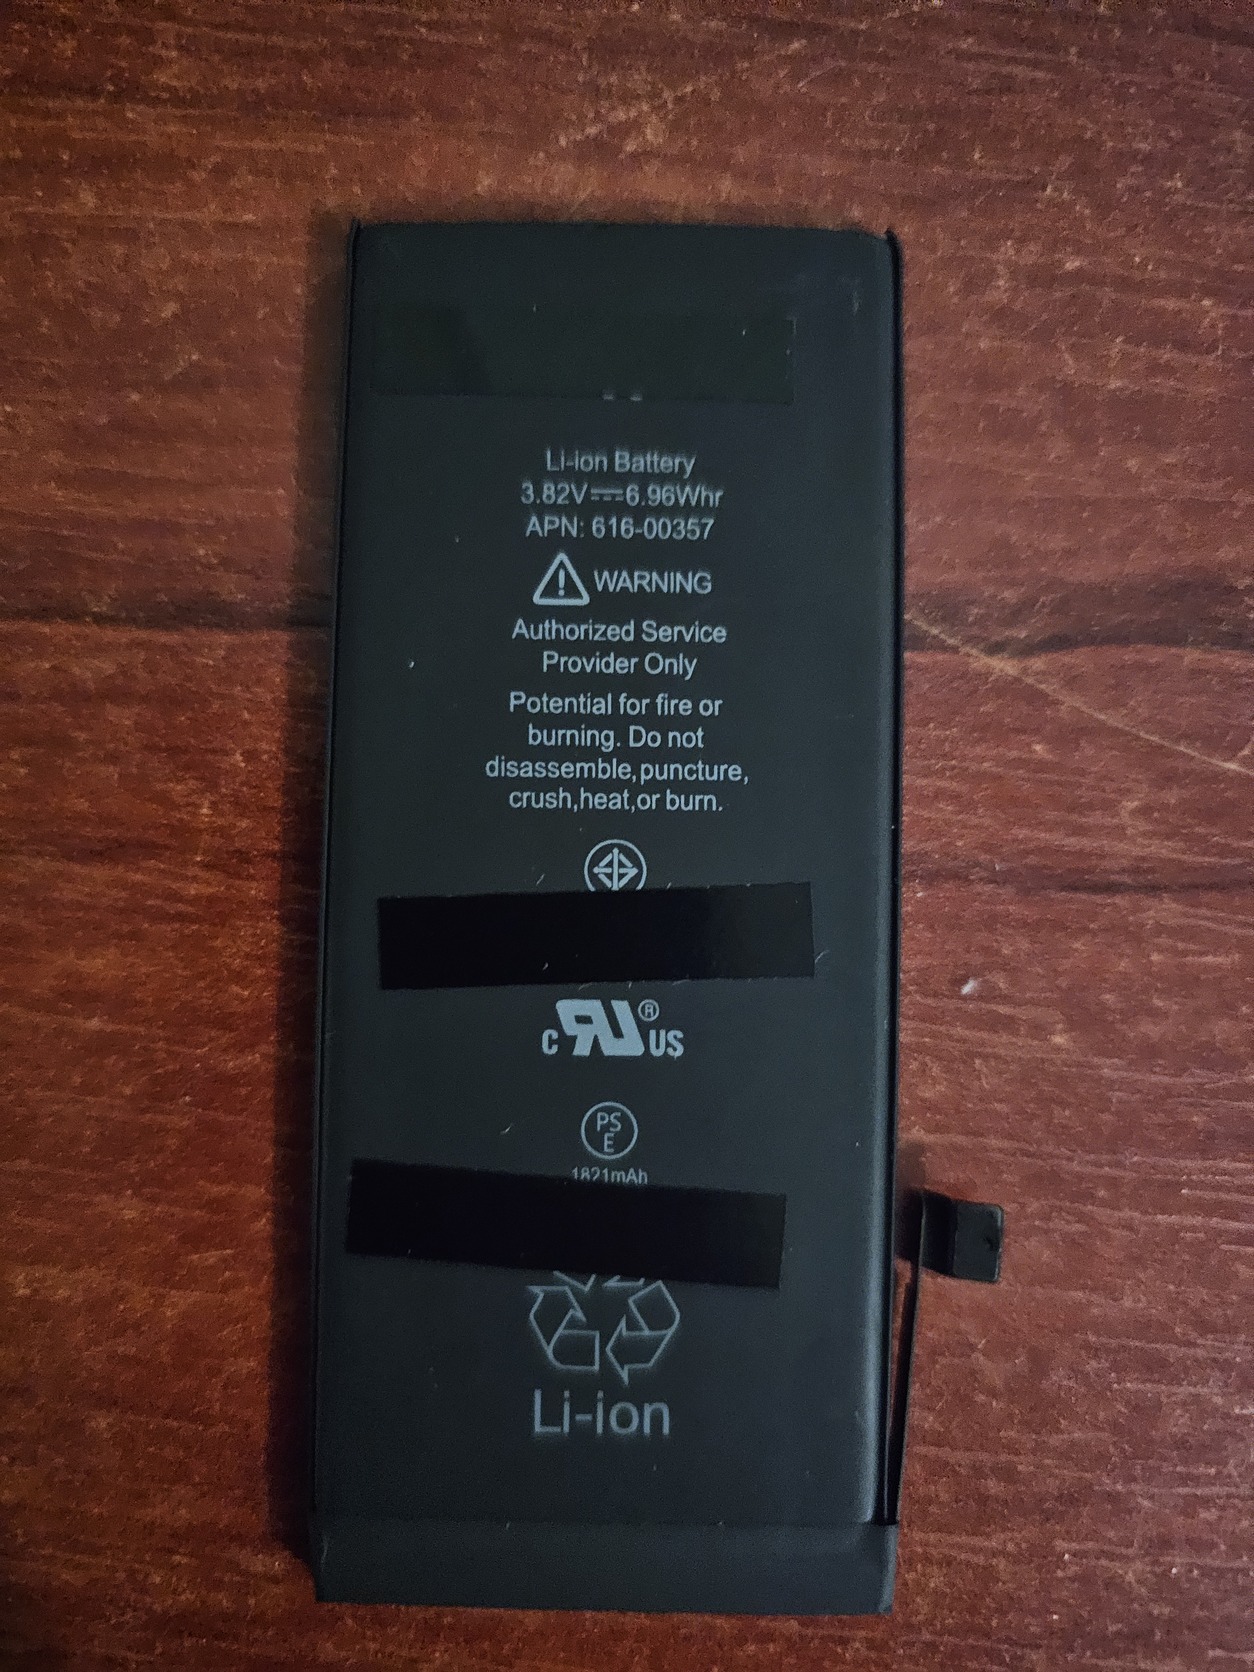 Li-ion Battery
3.82V⎓6.96Whr
APN: 616-00357
WARNING
Authorized Service
Provider Only
Potential for fire or
burning. Do not
disassemble,puncture,
crush,heat,or burn.
c RU ® US
PS
E
1821mAh
Li-ion